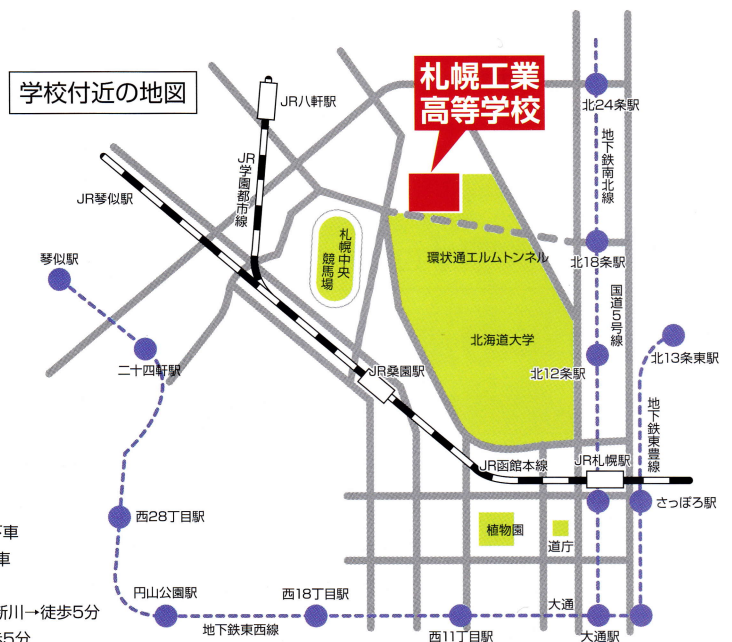 学校付近の地図
札幌工業
高等学校
JR八軒駅
北24条駅
地下鉄南北線
JR学園都市線
JR琴似駅
札幌中央
競馬場
環状通エルムトンネル
北18条駅
琴似駅
国道5号線
北海道大学
二十四軒駅
JR桑園駅
北12条駅
北13条東駅
地下鉄東豊線
JR函館本線
JR札幌駅
さっぽろ駅
西28丁目駅
植物園
道庁
下車
車
円山公園駅
西18丁目駅
大通
新川→徒歩5分
地下鉄東西線
西11丁目駅
大通駅
歩5分